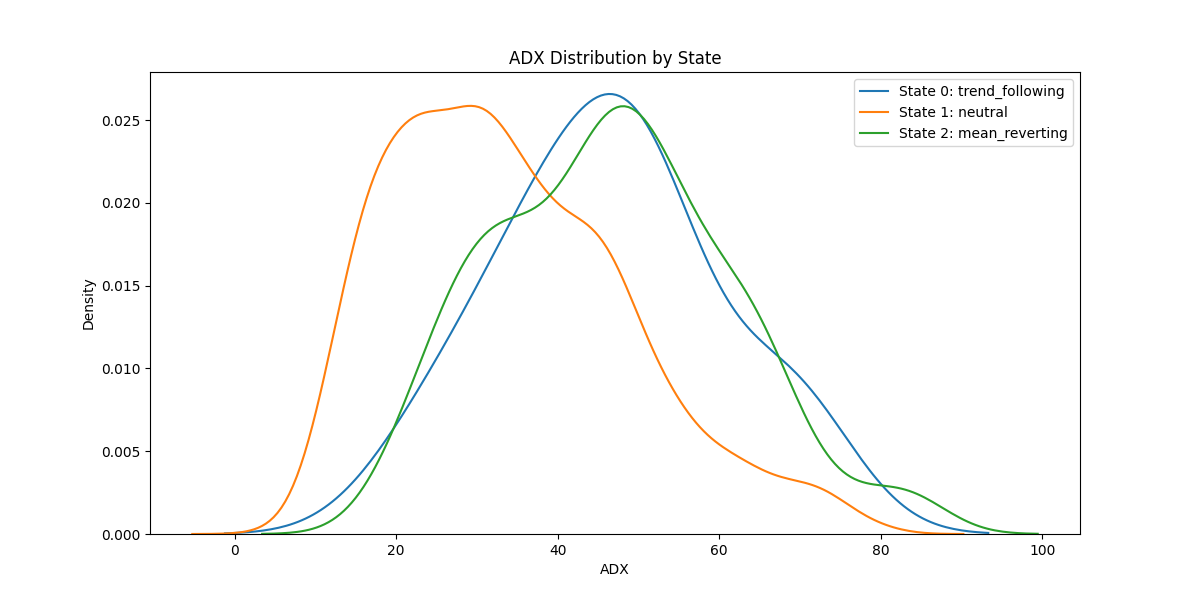 ADX Distribution by State
State 0: trend_following
State 1: neutral
State 2: mean_reverting
Density
0.025
0.020
0.015
0.010
0.005
0.000
0 20 40 60 80 100
ADX